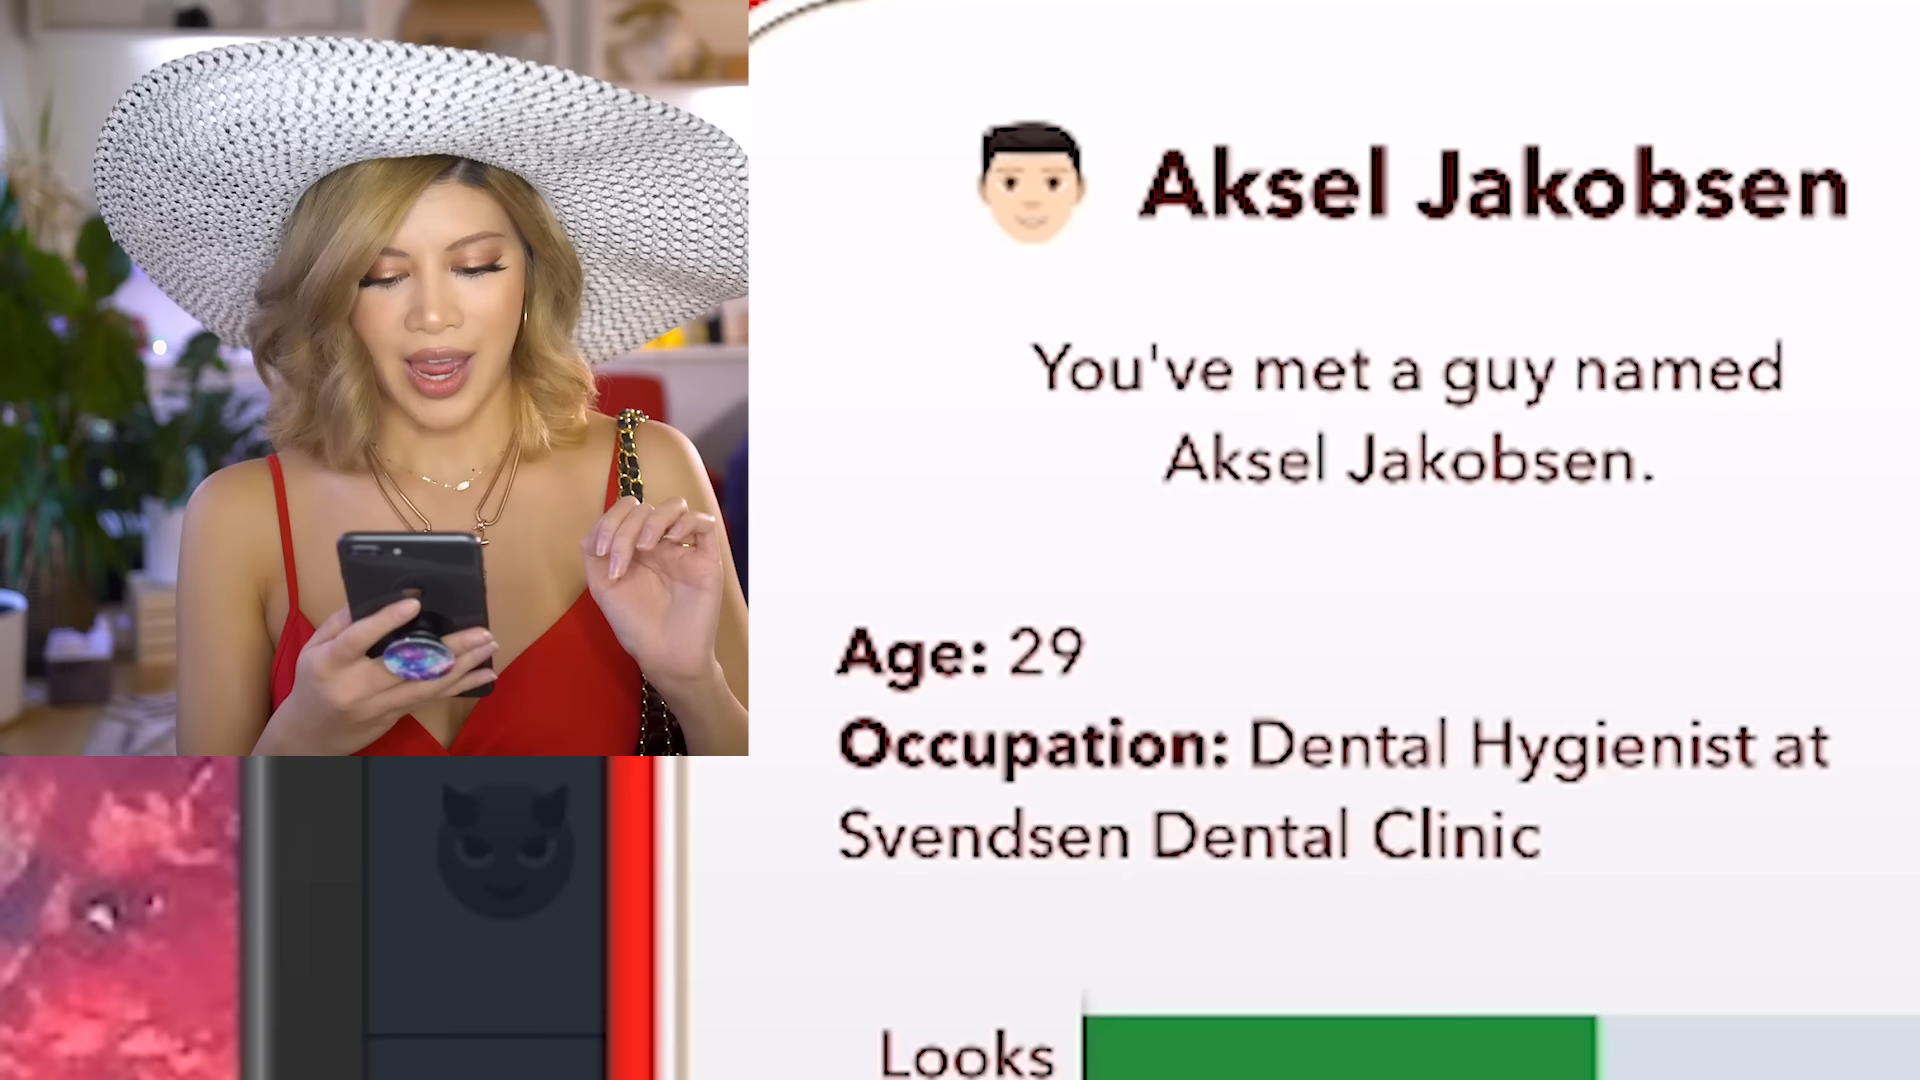 Aksel Jakobsen
You've met a guy named
Aksel Jakobsen.
Age: 29
Occupation: Dental Hygienist at
Svendsen Dental Clinic
Looks